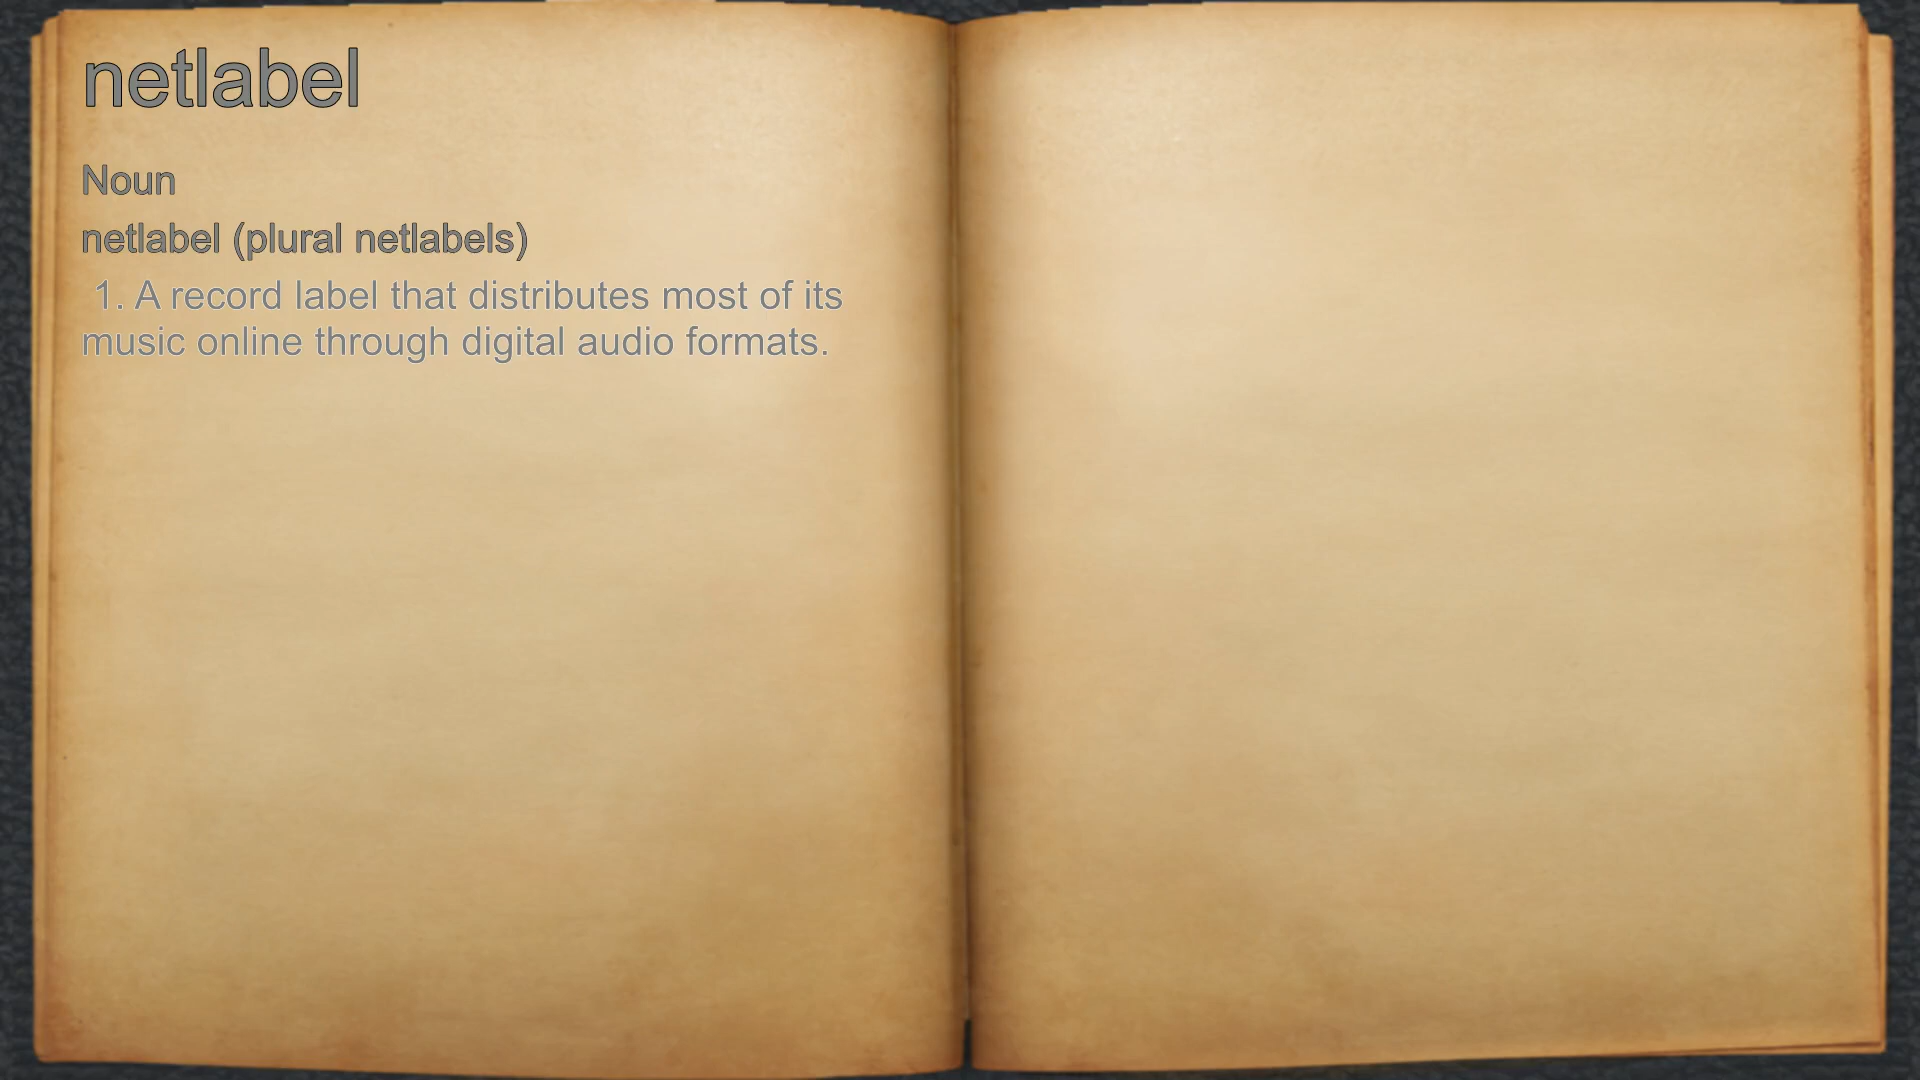 netlabel
Noun
netlabel (plural netlabels)
1. A record label that distributes most of its
music online through digital audio formats.